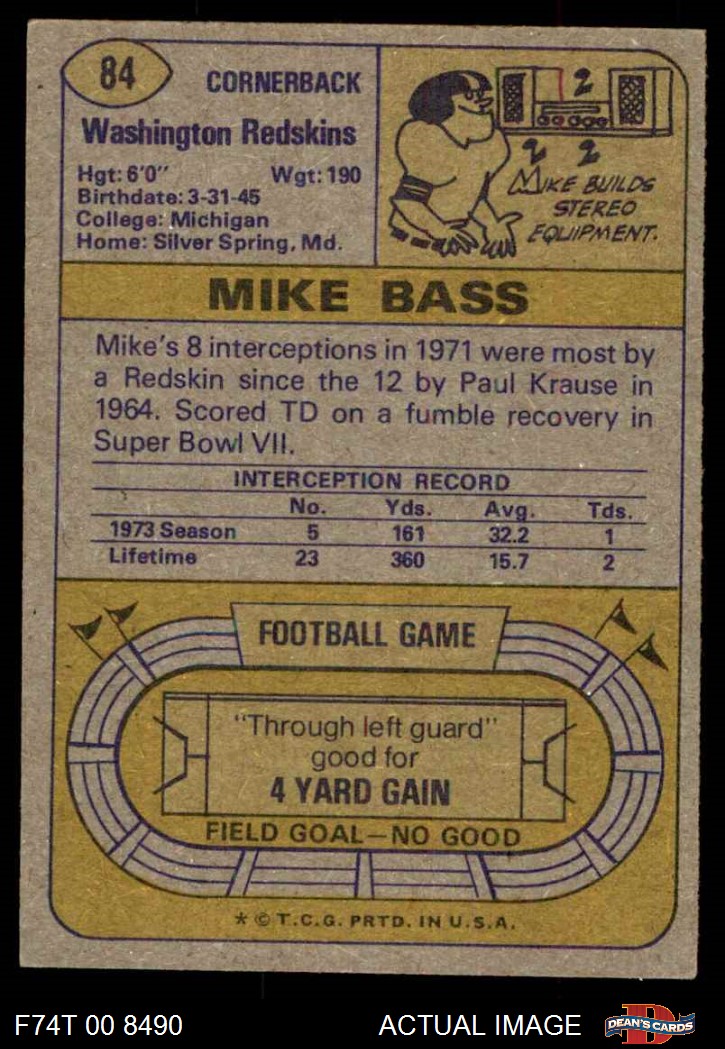 84
CORNERBACK
Washington Redskins
Hgt: 6'0" Wgt: 190
Birthdate: 3-31-45
College: Michigan
Home: Silver Spring, Md.
2
2 2
MIKE BUILDS
STEREO
EQUIPMENT.
MIKE BASS
Mike's 8 interceptions in 1971 were most by
a Redskin since the 12 by Paul Krause in
1964. Scored TD on a fumble recovery in
Super Bowl VII.
INTERCEPTION RECORD
No. Yds. Avg. Tds.
1973 Season 5 161 32.2 1
Lifetime 23 360 15.7 2
FOOTBALL GAME
"Through left guard"
good for
4 YARD GAIN
FIELD GOAL—NO GOOD
* © T.C.G. PRTD. IN U.S.A.
F74T 00 8490 ACTUAL IMAGE
D
DEAN'S CARDS